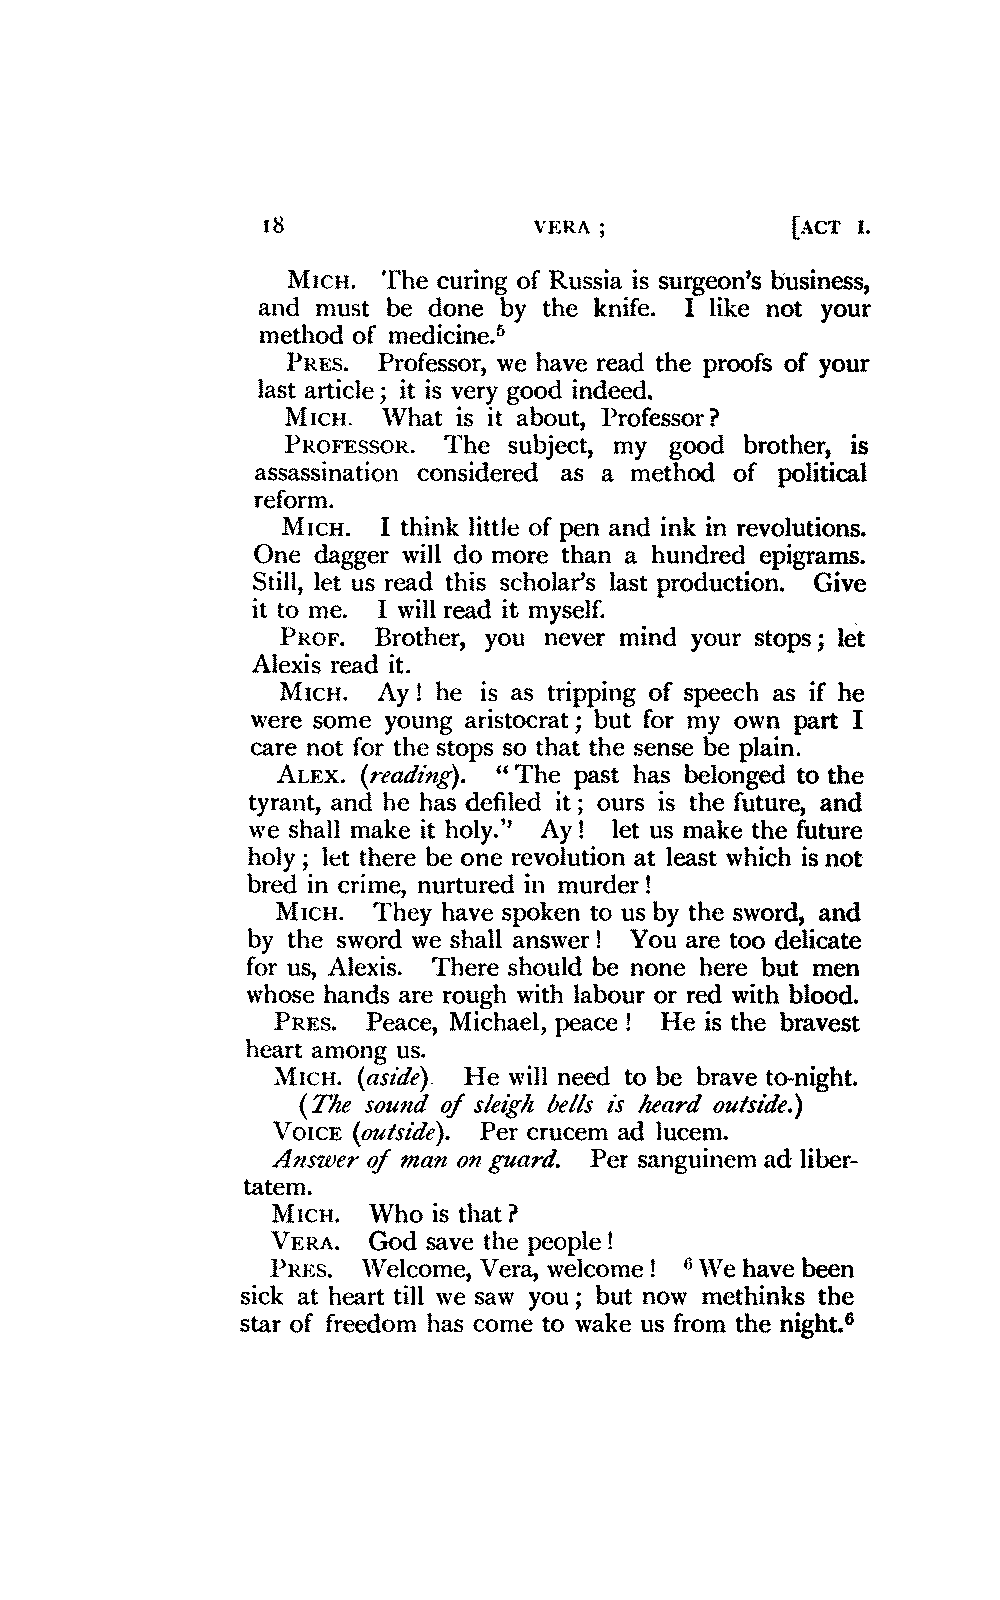 18 VERA ; [ACT I.
MICH. The curing of Russia is surgeon's business,
and must be done by the knife. I like not your
method of medicine.⁵
PRES. Professor, we have read the proofs of your
last article ; it is very good indeed.
MICH. What is it about, Professor ?
PROFESSOR. The subject, my good brother, is
assassination considered as a method of political
reform.
MICH. I think little of pen and ink in revolutions.
One dagger will do more than a hundred epigrams.
Still, let us read this scholar's last production. Give
it to me. I will read it myself.
PROF. Brother, you never mind your stops ; let
Alexis read it.
MICH. Ay ! he is as tripping of speech as if he
were some young aristocrat ; but for my own part I
care not for the stops so that the sense be plain.
ALEX. (reading). “ The past has belonged to the
tyrant, and he has defiled it ; ours is the future, and
we shall make it holy.” Ay ! let us make the future
holy ; let there be one revolution at least which is not
bred in crime, nurtured in murder !
MICH. They have spoken to us by the sword, and
by the sword we shall answer ! You are too delicate
for us, Alexis. There should be none here but men
whose hands are rough with labour or red with blood.
PRES. Peace, Michael, peace ! He is the bravest
heart among us.
MICH. (aside). He will need to be brave to-night.
(The sound of sleigh bells is heard outside.)
VOICE (outside). Per crucem ad lucem.
Answer of man on guard. Per sanguinem ad liber-
tatem.
MICH. Who is that ?
VERA. God save the people !
PRES. Welcome, Vera, welcome ! ⁶ We have been
sick at heart till we saw you ; but now methinks the
star of freedom has come to wake us from the night.⁶